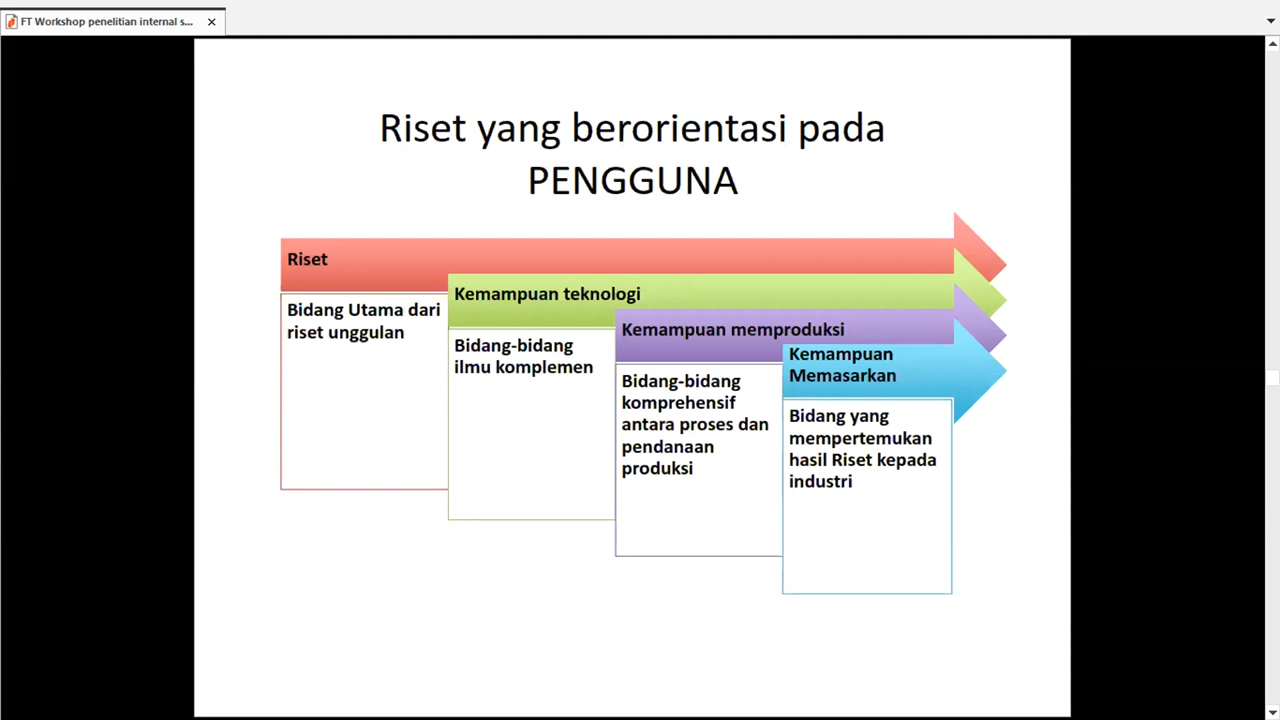 FT Workshop penelitian internal s...
Riset yang berorientasi pada
PENGGUNA
Riset
Bidang Utama dari
riset unggulan
Kemampuan teknologi
Bidang-bidang
ilmu komplemen
Kemampuan memproduksi
Bidang-bidang
komprehensif
antara proses dan
pendanaan
produksi
Kemampuan
Memasarkan
Bidang yang
mempertemukan
hasil Riset kepada
industri